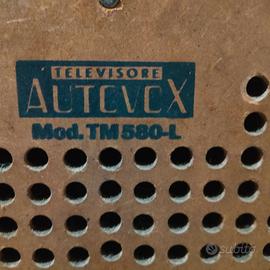 TELEVISORE
AUTOVOX
Mod. TM 580-L
subito